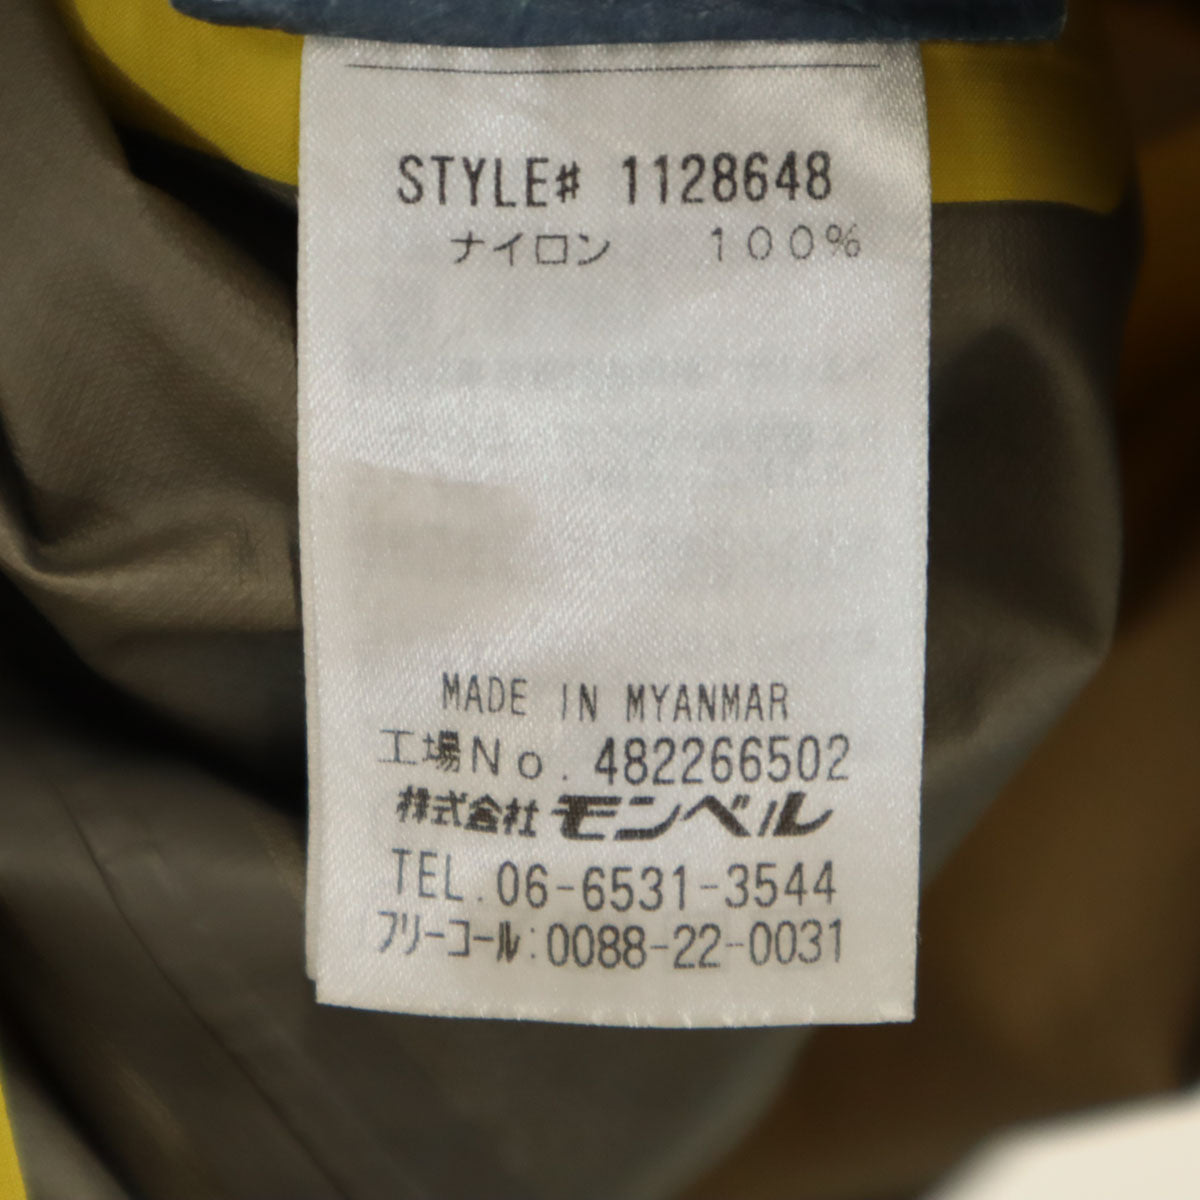 STYLE# 1128648
ナイロン 100%
MADE IN MYANMAR
工場No. 482266502
株式会社 モンベル
TEL. 06-6531-3544
フリーコール:0088-22-0031